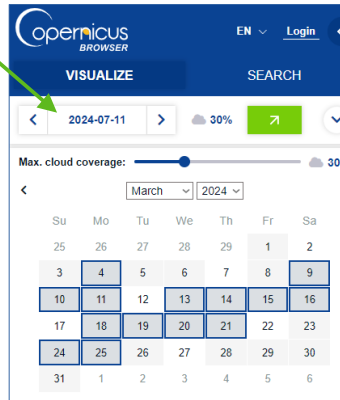 opernicus
BROWSER
EN Login
VISUALIZE SEARCH
2024-07-11 30%
Max. cloud coverage: 30
March 2024
Su Mo Tu We Th Fr Sa
25 26 27 28 29 1 2
3 4 5 6 7 8 9
10 11 12 13 14 15 16
17 18 19 20 21 22 23
24 25 26 27 28 29 30
31 1 2 3 4 5 6